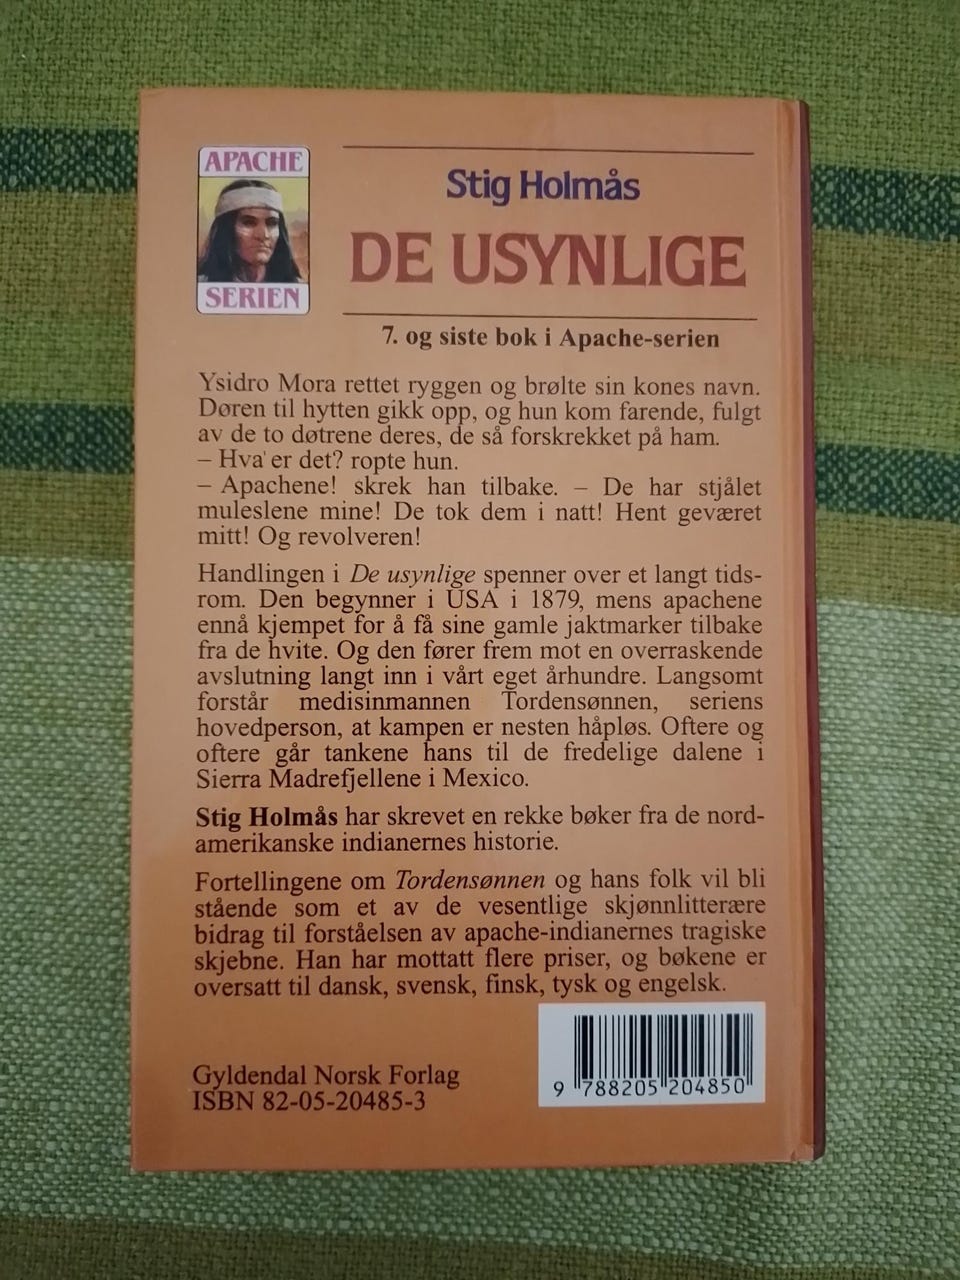 APACHE
SERIEN
Stig Holmås
DE USYNLIGE
7. og siste bok i Apache-serien
Ysidro Mora rettet ryggen og brølte sin kones navn.
Døren til hytten gikk opp, og hun kom farende, fulgt
av de to døtrene deres, de så forskrekket på ham.
– Hva' er det? ropte hun.
– Apachene! skrek han tilbake. – De har stjålet
muleslene mine! De tok dem i natt! Hent geværet
mitt! Og revolveren!
Handlingen i De usynlige spenner over et langt tids-
rom. Den begynner i USA i 1879, mens apachene
ennå kjempet for å få sine gamle jaktmarker tilbake
fra de hvite. Og den fører frem mot en overraskende
avslutning langt inn i vårt eget århundre. Langsomt
forstår medisinmannen Tordensønnen, seriens
hovedperson, at kampen er nesten håpløs. Oftere og
oftere går tankene hans til de fredelige dalene i
Sierra Madrefjellene i Mexico.
Stig Holmås har skrevet en rekke bøker fra de nord-
amerikanske indianernes historie.
Fortellingene om Tordensønnen og hans folk vil bli
stående som et av de vesentlige skjønnlitterære
bidrag til forståelsen av apache-indianernes tragiske
skjebne. Han har mottatt flere priser, og bøkene er
oversatt til dansk, svensk, finsk, tysk og engelsk.
Gyldendal Norsk Forlag
ISBN 82-05-20485-3
9 788205 204850